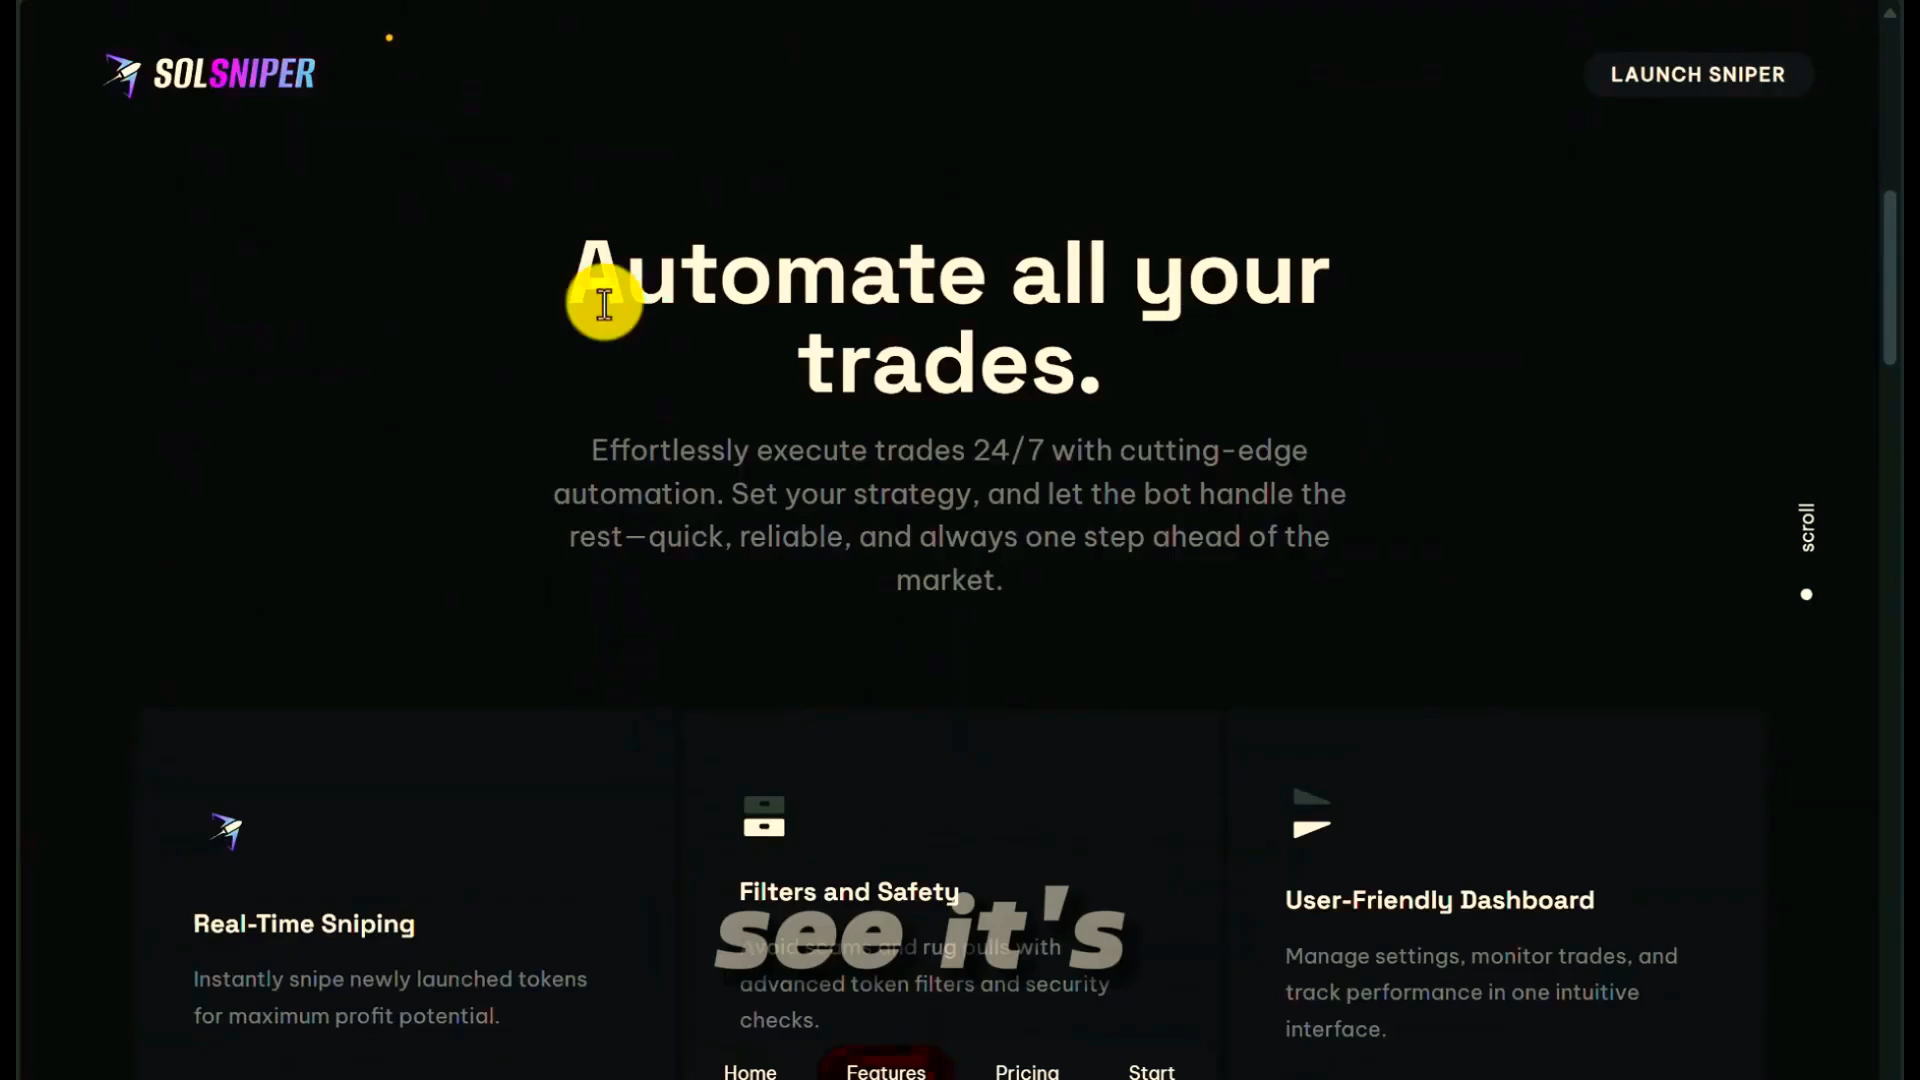 SOLSNIPER
LAUNCH SNIPER
Automate all your
trades.
Effortlessly execute trades 24/7 with cutting-edge
automation. Set your strategy, and let the bot handle the
rest—quick, reliable, and always one step ahead of the
market.
scroll
Real-Time Sniping
Instantly snipe newly launched tokens
for maximum profit potential.
Filters and Safety
Avoid scams and rug pulls with
advanced token filters and security
checks.
see it's
User-Friendly Dashboard
Manage settings, monitor trades, and
track performance in one intuitive
interface.
Home Features Pricing Start